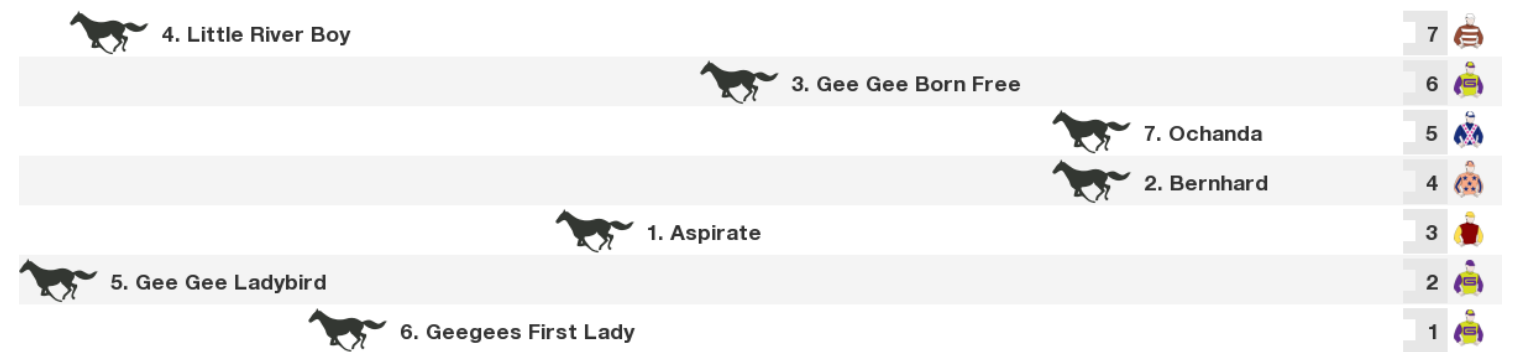 4. Little River Boy 7
3. Gee Gee Born Free 6
7. Ochanda 5
2. Bernhard 4
1. Aspirate 3
5. Gee Gee Ladybird 2
6. Geegees First Lady 1